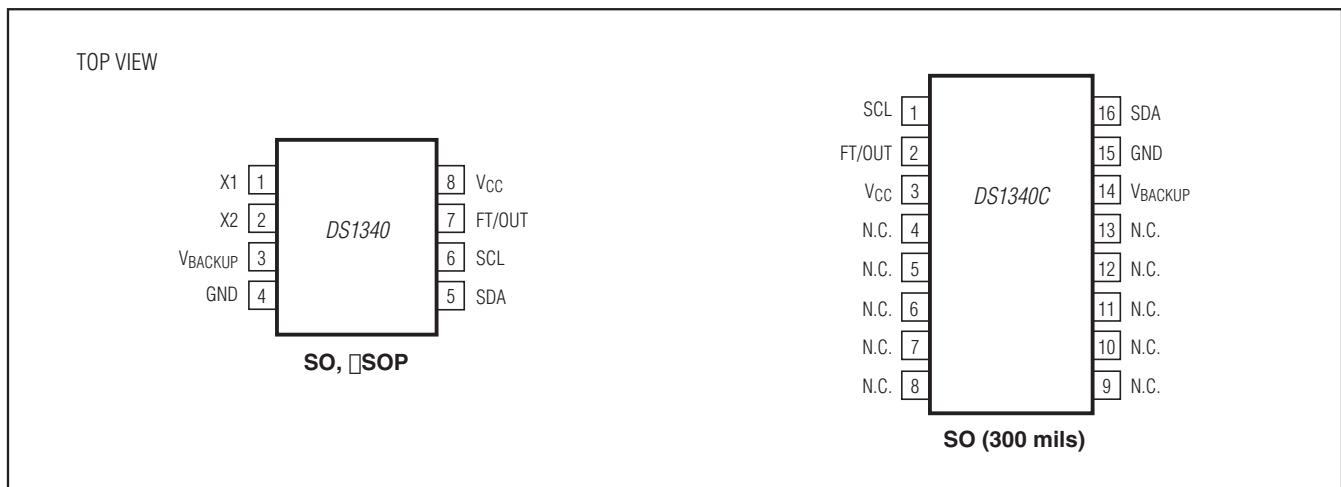 TOP VIEW
X1 1
X2 2
VBACKUP 3
GND 4
DS1340
8 VCC
7 FT/OUT
6 SCL
5 SDA
SO, □SOP
SCL 1
FT/OUT 2
VCC 3
N.C. 4
N.C. 5
N.C. 6
N.C. 7
N.C. 8
DS1340C
16 SDA
15 GND
14 VBACKUP
13 N.C.
12 N.C.
11 N.C.
10 N.C.
9 N.C.
SO (300 mils)